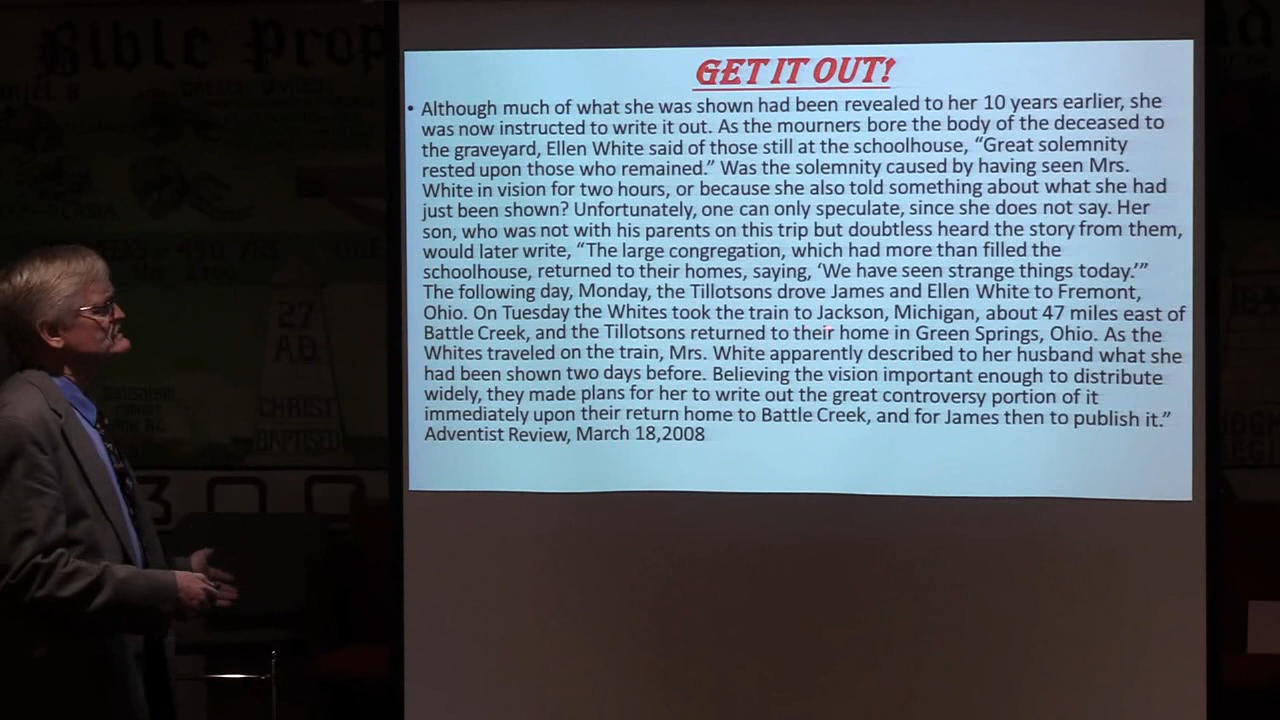 Bible Prop
GET IT OUT!
• Although much of what she was shown had been revealed to her 10 years earlier, she
was now instructed to write it out. As the mourners bore the body of the deceased to
the graveyard, Ellen White said of those still at the schoolhouse, “Great solemnity
rested upon those who remained.” Was the solemnity caused by having seen Mrs.
White in vision for two hours, or because she also told something about what she had
just been shown? Unfortunately, one can only speculate, since she does not say. Her
son, who was not with his parents on this trip but doubtless heard the story from them,
would later write, “The large congregation, which had more than filled the
schoolhouse, returned to their homes, saying, ‘We have seen strange things today.’”
The following day, Monday, the Tillotsons drove James and Ellen White to Fremont,
Ohio. On Tuesday the Whites took the train to Jackson, Michigan, about 47 miles east of
Battle Creek, and the Tillotsons returned to their home in Green Springs, Ohio. As the
Whites traveled on the train, Mrs. White apparently described to her husband what she
had been shown two days before. Believing the vision important enough to distribute
widely, they made plans for her to write out the great controversy portion of it
immediately upon their return home to Battle Creek, and for James then to publish it.”
Adventist Review, March 18,2008
27
AD
CHRIST
BAPTISED